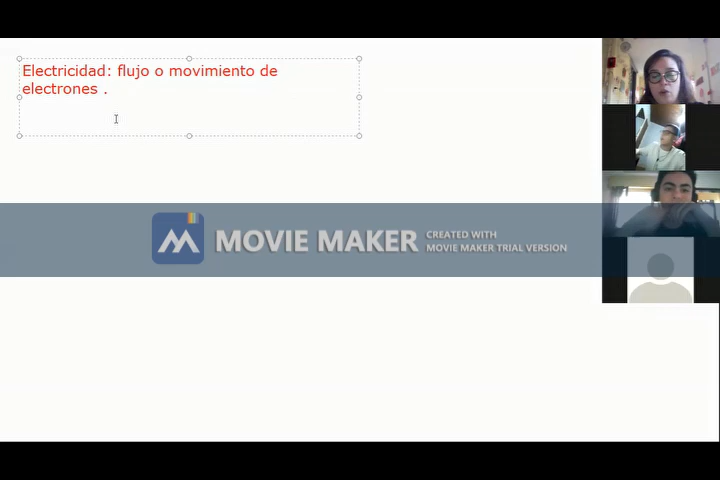 Electricidad: flujo o movimiento de
electrones .
MOVIE MAKER
CREATED WITH
MOVIE MAKER TRIAL VERSION